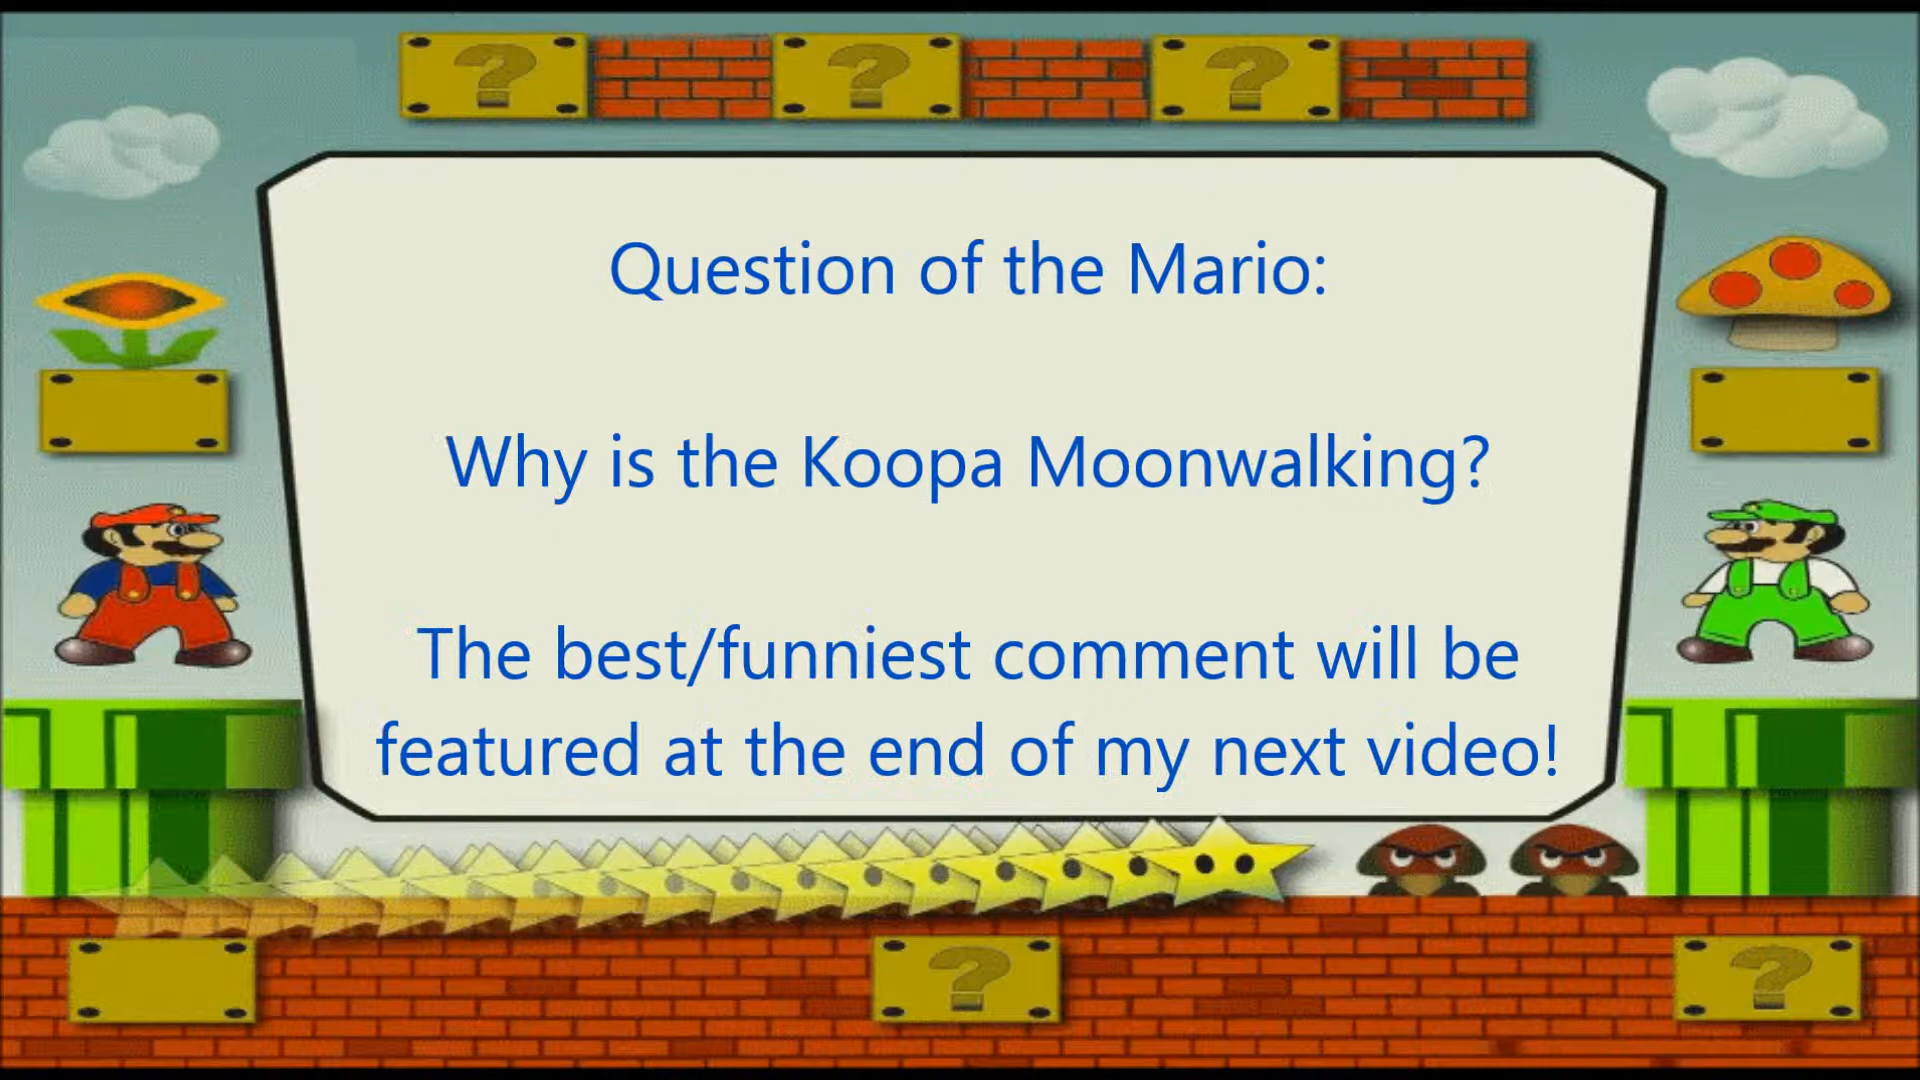 ? ? ?
Question of the Mario:
Why is the Koopa Moonwalking?
The best/funniest comment will be
featured at the end of my next video!
? ?